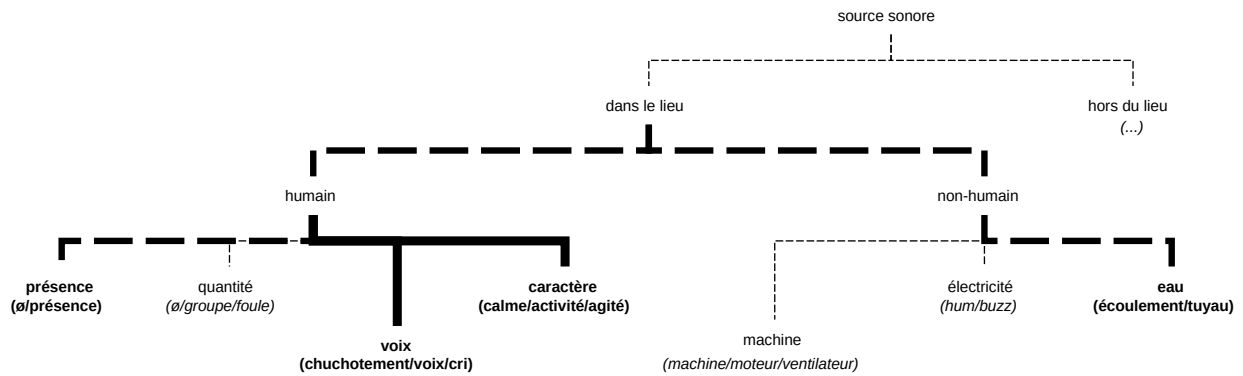 source sonore
dans le lieu
hors du lieu
(...)
humain
non-humain
présence
(ø/présence)
quantité
(ø/groupe/foule)
caractère
(calme/activité/agité)
électricité
(hum/buzz)
eau
(écoulement/tuyau)
voix
(chuchotement/voix/cri)
machine
(machine/moteur/ventilateur)